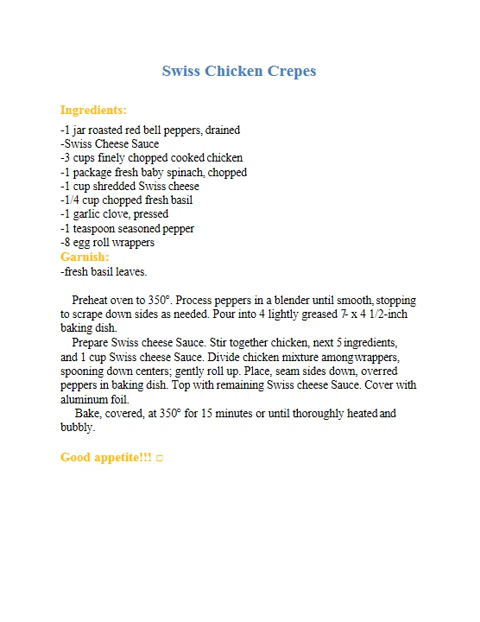 Swiss Chicken Crepes
Ingredients:
-1 jar roasted red bell peppers, drained
-Swiss Cheese Sauce
-3 cups finely chopped cooked chicken
-1 package fresh baby spinach, chopped
-1 cup shredded Swiss cheese
-1/4 cup chopped fresh basil
-1 garlic clove, pressed
-1 teaspoon seasoned pepper
-8 egg roll wrappers
Garnish:
-fresh basil leaves.
Preheat oven to 350°. Process peppers in a blender until smooth, stopping
to scrape down sides as needed. Pour into 4 lightly greased 7- x 4 1/2-inch
baking dish.
Prepare Swiss cheese Sauce. Stir together chicken, next 5 ingredients,
and 1 cup Swiss cheese Sauce. Divide chicken mixture among wrappers,
spooning down centers; gently roll up. Place, seam sides down, overred
peppers in baking dish. Top with remaining Swiss cheese Sauce. Cover with
aluminum foil.
Bake, covered, at 350° for 15 minutes or until thoroughly heated and
bubbly.
Good appetite!!! □